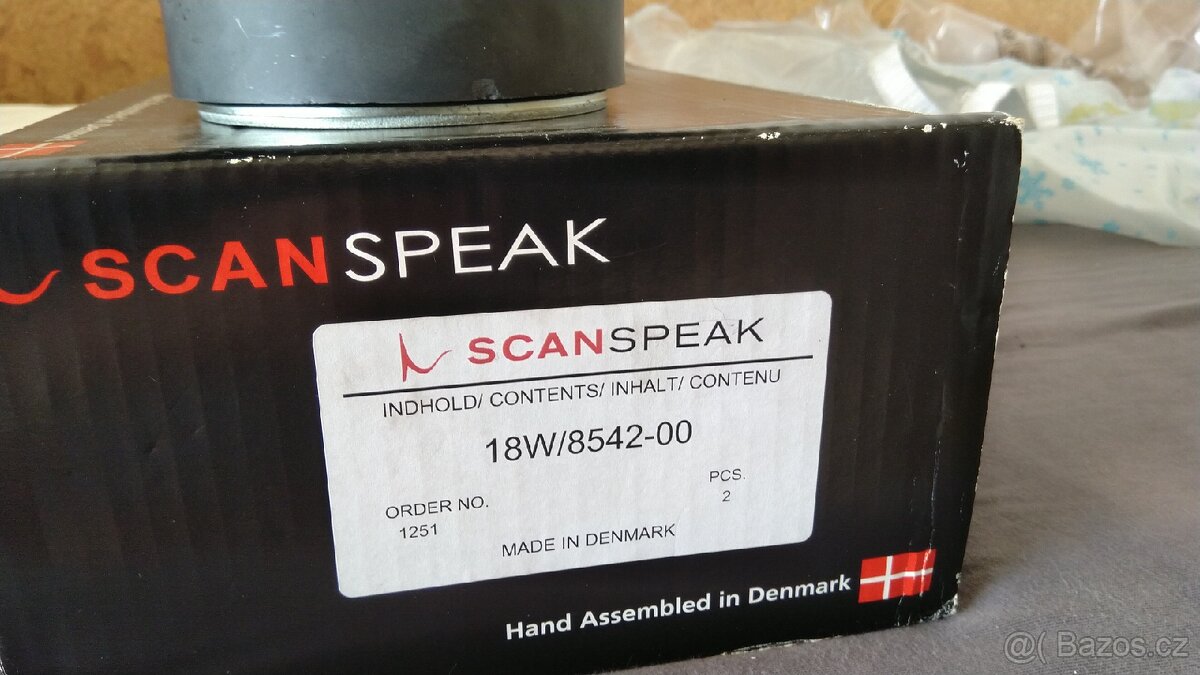 SCANSPEAK
SCANSPEAK
INDHOLD/ CONTENTS/ INHALT/ CONTENU
18W/8542-00
ORDER NO.
1251
PCS.
2
MADE IN DENMARK
Hand Assembled in Denmark
@( Bazos.cz